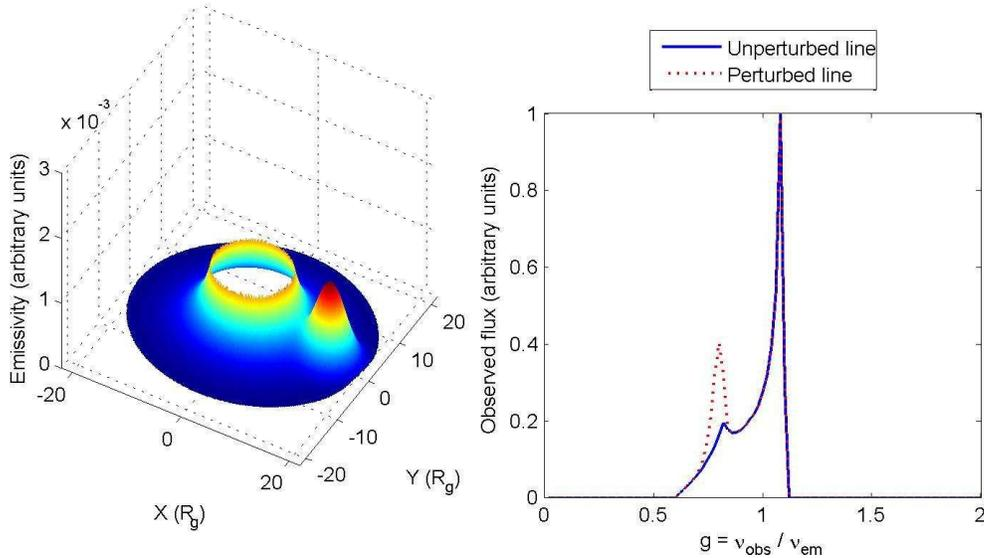 x 10^-3
Emissivity (arbitrary units)
3
2
1
0
-20
0
20
X (R_g)
-20
-10
0
10
20
Y (R_g)
Unperturbed line
Perturbed line
Observed flux (arbitrary units)
1
0.8
0.6
0.4
0.2
0
0
0.5
1
1.5
2
g = ν_obs / ν_em